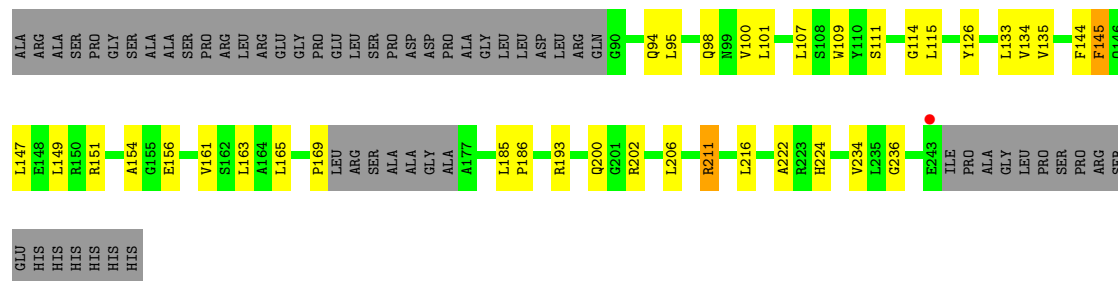 ALA ARG ALA SER PRO GLY SER ALA ALA SER PRO ARG LEU ARG GLU GLY PRO GLU LEU SER PRO ASP ASP PRO ALA GLY LEU LEU ASP LEU ARG GLN G90 Q94 L95 Q98 N99 V100 L101 L107 S108 W109 Y110 S111 G114 L115 Y126 L133 V134 V135 F144 F145 Q146
L147 E148 L149 R150 R151 A154 G155 E156 V161 S162 L163 A164 L165 P169 LEU ARG SER ALA ALA GLY ALA A177 L185 P186 R193 Q200 G201 R202 L206 R211 L216 A222 R223 H224 V234 L235 G236 E243 ILE PRO ALA GLY LEU PRO SER PRO ARG SER
GLU HIS HIS HIS HIS HIS HIS